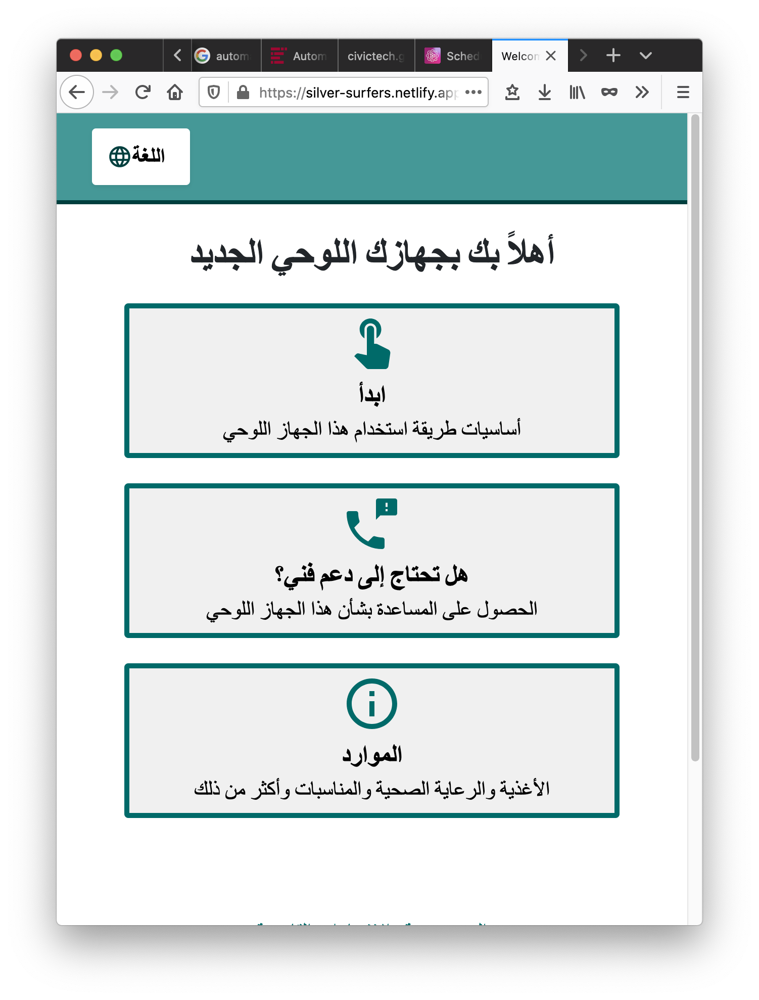 autom
Autom
civictech.g
Sched
Welcom
https://silver-surfers.netlify.app
اللغة
أهلاً بك بجهازك اللوحي الجديد
ابدأ
أساسيات طريقة استخدام هذا الجهاز اللوحي
هل تحتاج إلى دعم فني؟
الحصول على المساعدة بشأن هذا الجهاز اللوحي
الموارد
الأغذية والرعاية الصحية والمناسبات وأكثر من ذلك